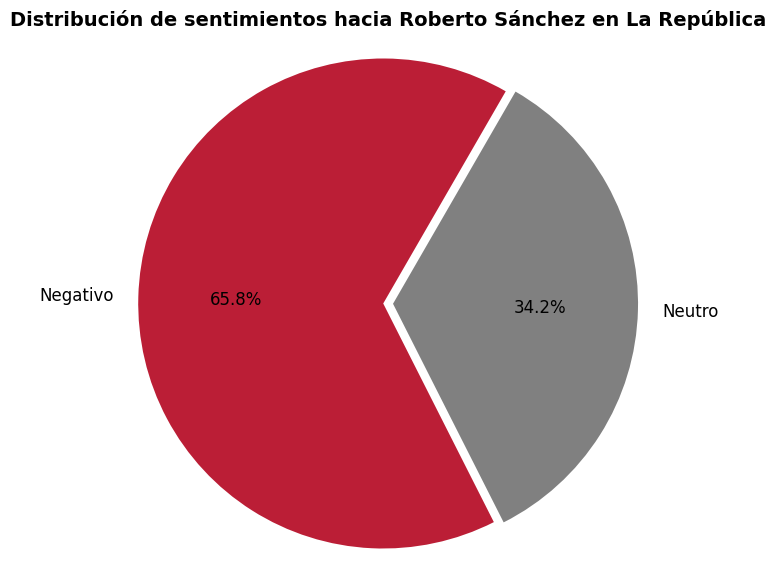 Distribución de sentimientos hacia Roberto Sánchez en La República
Negativo
65.8%
34.2%
Neutro